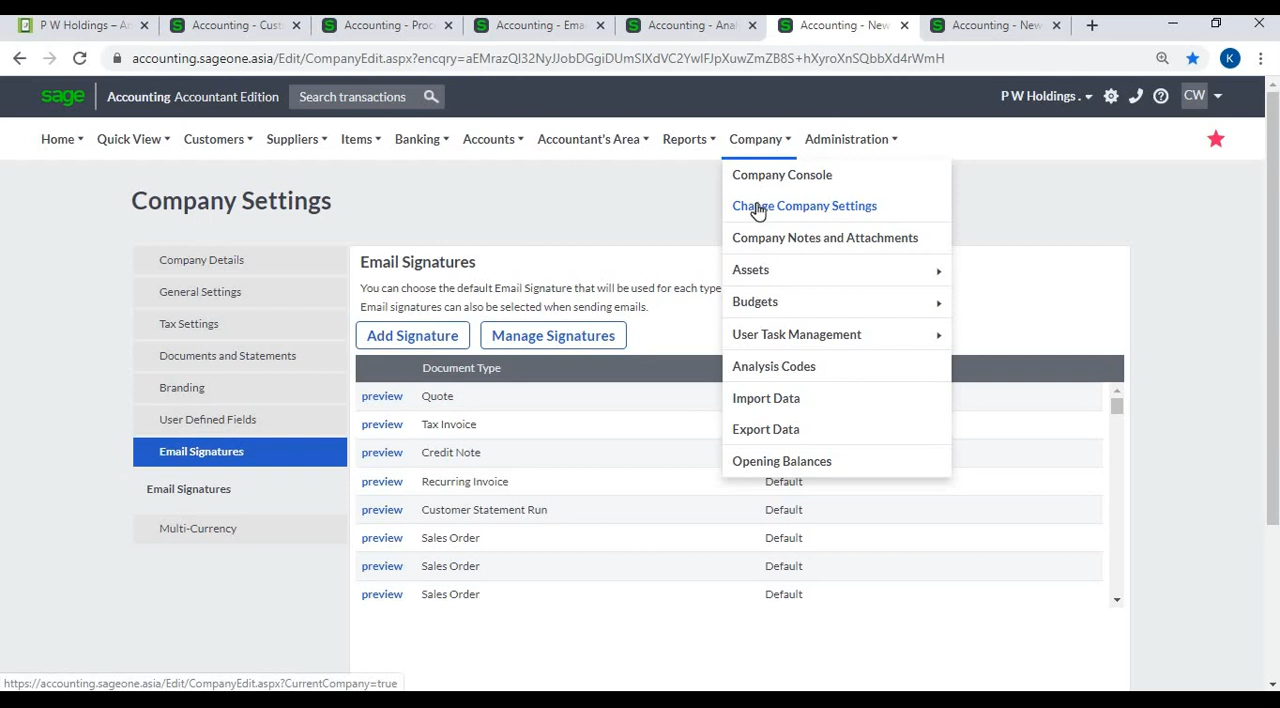 P W Holdings – A
Accounting - Cust
Accounting - Proc
Accounting - Ema
Accounting - Anal
Accounting - New
Accounting - New
accounting.sageone.asia/Edit/CompanyEdit.aspx?encqry=aEMrazQl32NyJJobDGgiDUmSIXdVC2YwIFJpXuwZmZB8S+hXyroXnSQbbXd4rWmH
K
sage
Accounting Accountant Edition
Search transactions
P W Holdings .
CW
Home
Quick View
Customers
Suppliers
Items
Banking
Accounts
Accountant's Area
Reports
Company
Administration
Company Console
Change Company Settings
Company Notes and Attachments
Assets
Budgets
User Task Management
Analysis Codes
Import Data
Export Data
Opening Balances
Company Settings
Company Details
General Settings
Tax Settings
Documents and Statements
Branding
User Defined Fields
Email Signatures
Email Signatures
Multi-Currency
Email Signatures
You can choose the default Email Signature that will be used for each type
Email signatures can also be selected when sending emails.
Add Signature
Manage Signatures
Document Type
preview Quote
preview Tax Invoice
preview Credit Note
preview Recurring Invoice Default
preview Customer Statement Run Default
preview Sales Order Default
preview Sales Order Default
preview Sales Order Default
https://accounting.sageone.asia/Edit/CompanyEdit.aspx?CurrentCompany=true